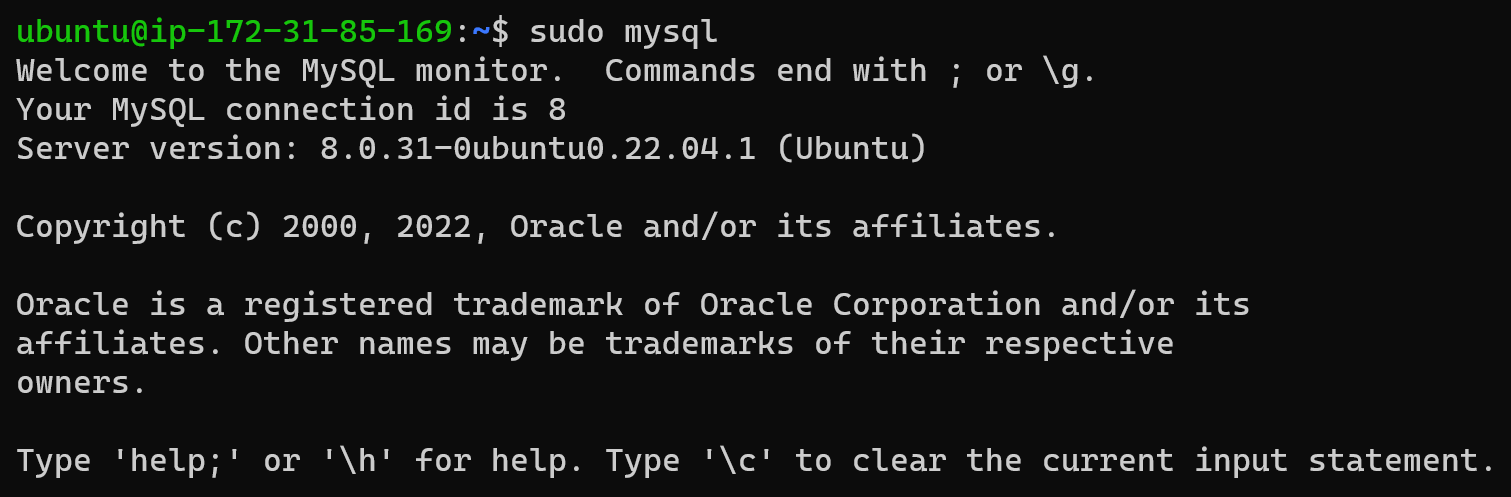 ubuntu@ip-172-31-85-169:~$ sudo mysql
Welcome to the MySQL monitor.  Commands end with ; or \g.
Your MySQL connection id is 8
Server version: 8.0.31-0ubuntu0.22.04.1 (Ubuntu)
Copyright (c) 2000, 2022, Oracle and/or its affiliates.
Oracle is a registered trademark of Oracle Corporation and/or its
affiliates. Other names may be trademarks of their respective
owners.
Type 'help;' or '\h' for help. Type '\c' to clear the current input statement.